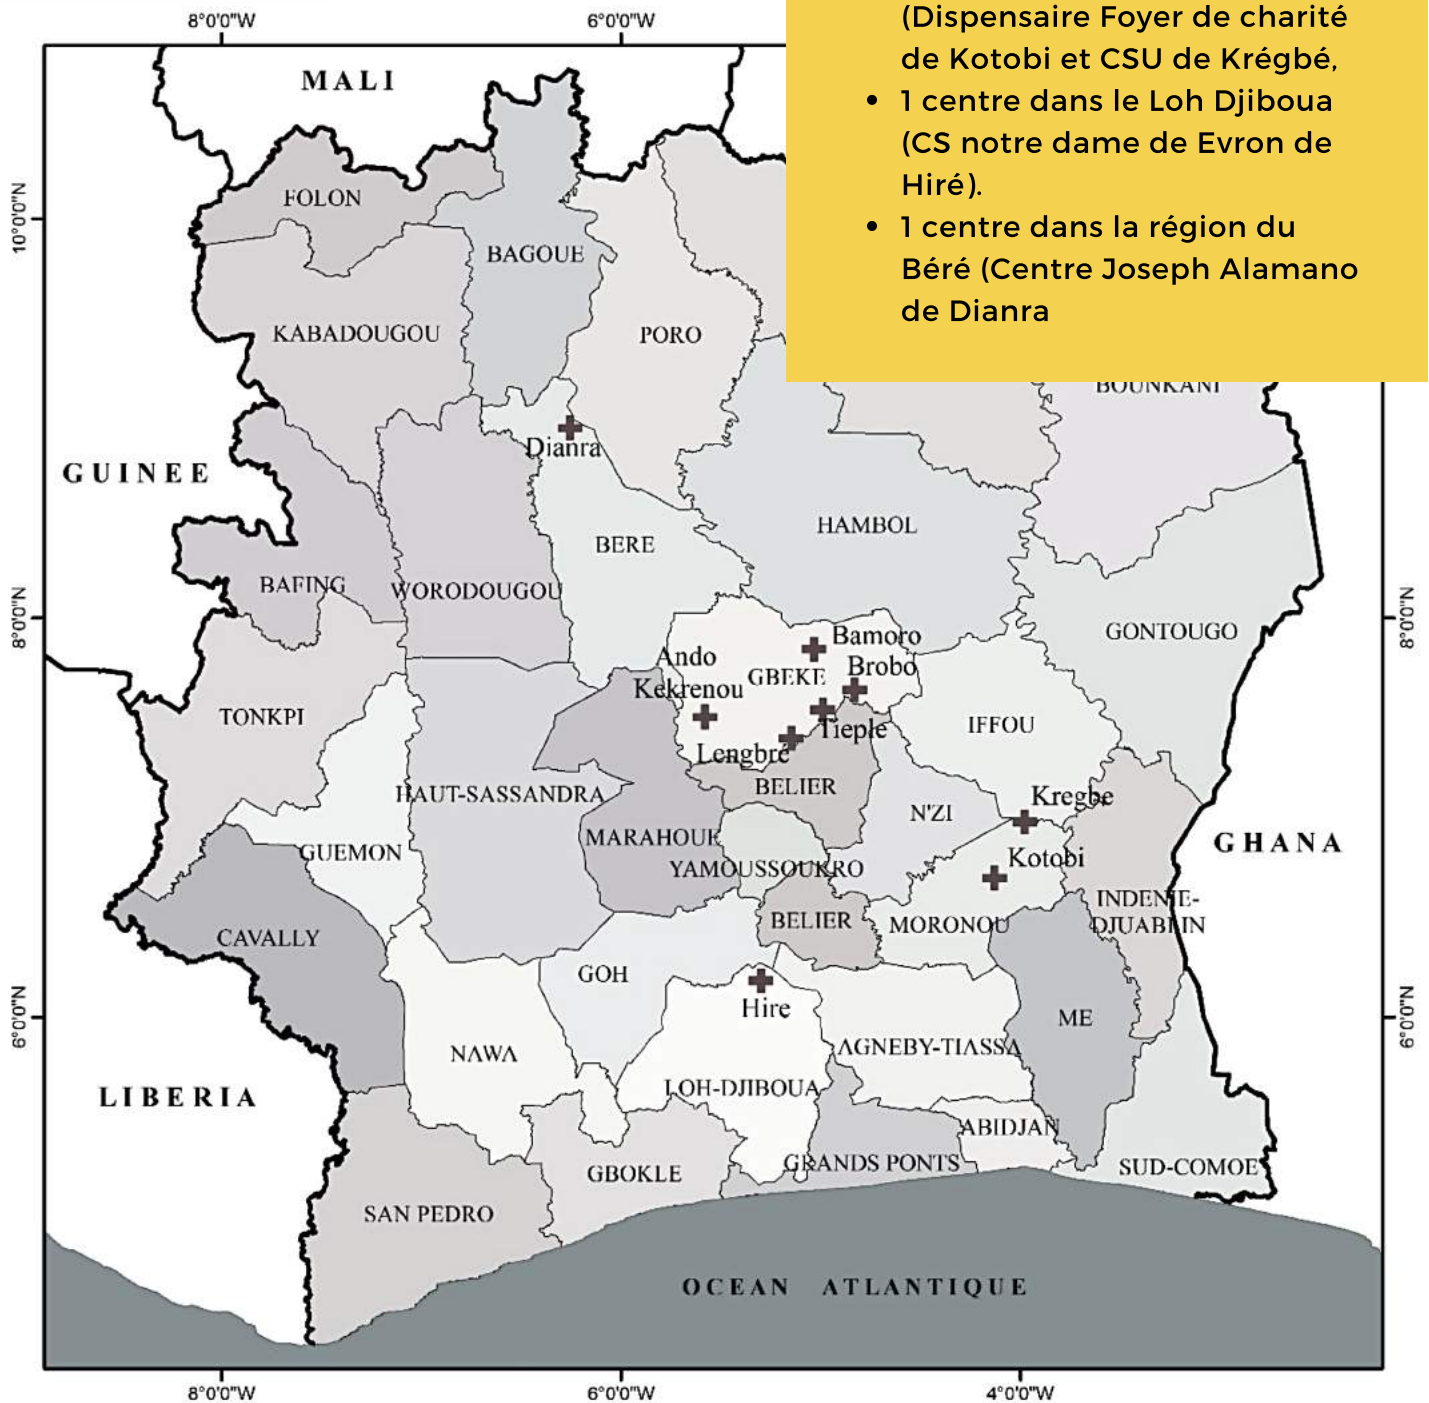 8°0'0"W
6°0'0"W
(Dispensaire Foyer de charité
de Kotobi et CSU de Krégbé,
• 1 centre dans le Loh Djiboua
(CS notre dame de Evron de
Hiré).
• 1 centre dans la région du
Béré (Centre Joseph Alamano
de Dianra
MALI
FOLON
10°0'0"N
BAGOUE
KABADOUGOU
PORO
BOUNKANI
Dianra
GUINEE
HAMBOL
BERE
BAFING
WORODOUGOU
8°0'0"N
8°0'0"N
GONTOUGO
Bamoro
Ando
Kekrenou
GBEKE
Brobo
TONKPI
IFFOU
Tieple
Lengbré
BELIER
HAUT-SASSANDRA
Kregbe
N'ZI
MARAHOUE
GHANA
GUEMON
YAMOUSSOUKRO
Kotobi
INDENIE-
DJUABLIN
BELIER
MORONOU
CAVALLY
GOH
Hire
6°0'0"N
6°0'0"N
ME
NAWA
AGNEBY-TIASSA
LOH-DJIBOUA
LIBERIA
ABIDJAN
GRANDS PONTS
SUD-COMOE
GBOKLE
SAN PEDRO
OCEAN ATLANTIQUE
8°0'0"W
6°0'0"W
4°0'0"W